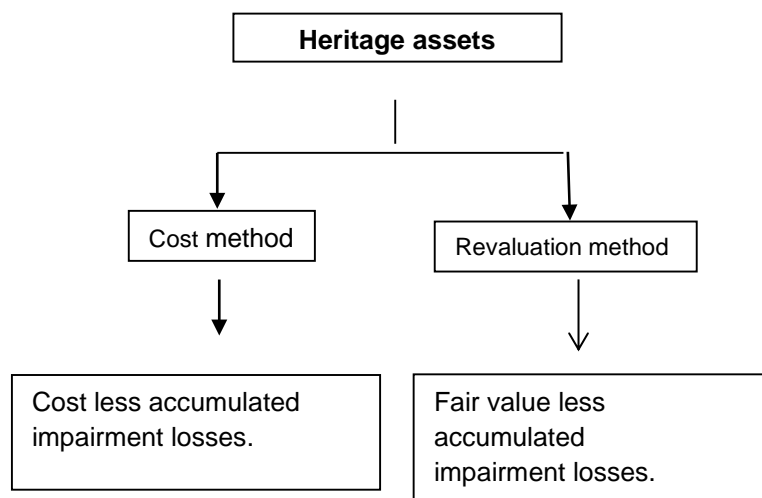 Heritage assets
Cost method
Revaluation method
Cost less accumulated
impairment losses.
Fair value less
accumulated
impairment losses.